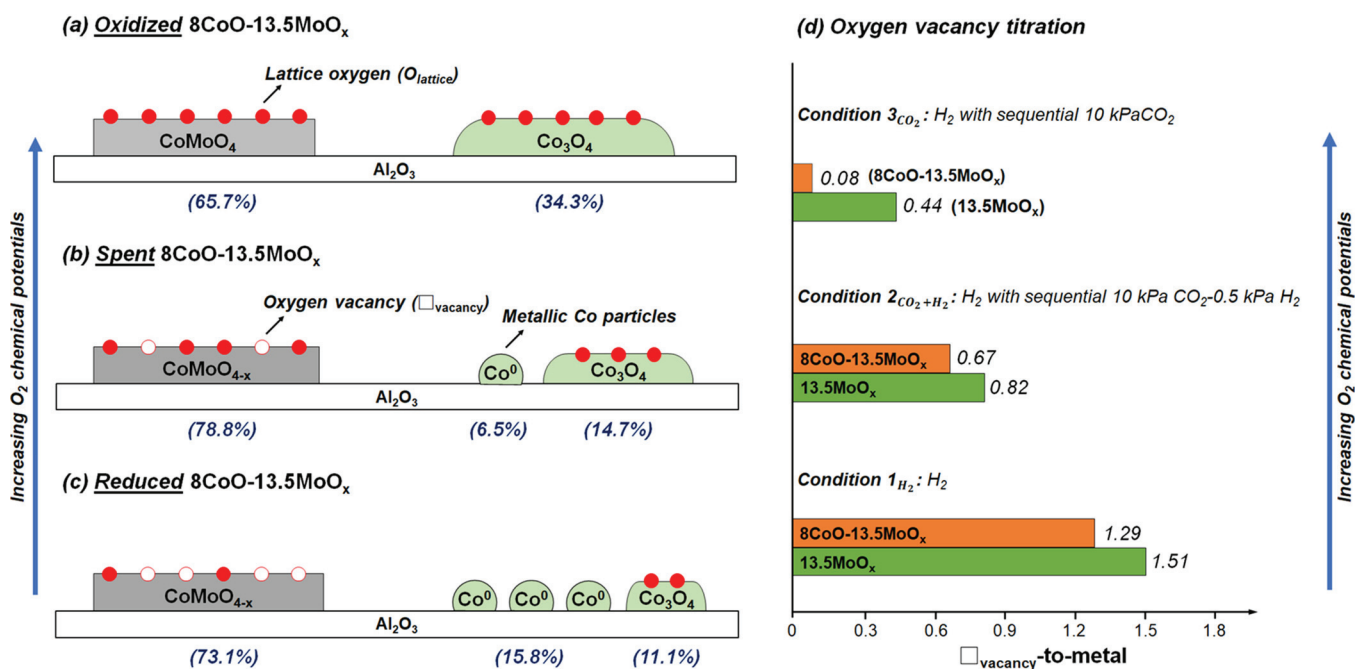 (a) Oxidized 8CoO-13.5MoOₓ
Lattice oxygen (O_lattice)
CoMoO₄
Co₃O₄
Al₂O₃
(65.7%)
(34.3%)
(b) Spent 8CoO-13.5MoOₓ
Oxygen vacancy (□_vacancy)
Metallic Co particles
CoMoO₄₋ₓ
Co⁰
Co₃O₄
Al₂O₃
(78.8%)
(6.5%)
(14.7%)
(c) Reduced 8CoO-13.5MoOₓ
CoMoO₄₋ₓ
Co⁰
Co⁰
Co⁰
Co₃O₄
Al₂O₃
(73.1%)
(15.8%)
(11.1%)
Increasing O₂ chemical potentials
(d) Oxygen vacancy titration
Condition 3_CO₂ : H₂ with sequential 10 kPaCO₂
0.08 (8CoO-13.5MoOₓ)
0.44 (13.5MoOₓ)
Condition 2_CO₂+H₂ : H₂ with sequential 10 kPa CO₂-0.5 kPa H₂
8CoO-13.5MoOₓ 0.67
13.5MoOₓ 0.82
Condition 1_H₂ : H₂
8CoO-13.5MoOₓ 1.29
13.5MoOₓ 1.51
0 0.3 0.6 0.9 1.2 1.5 1.8
□_vacancy-to-metal
Increasing O₂ chemical potentials